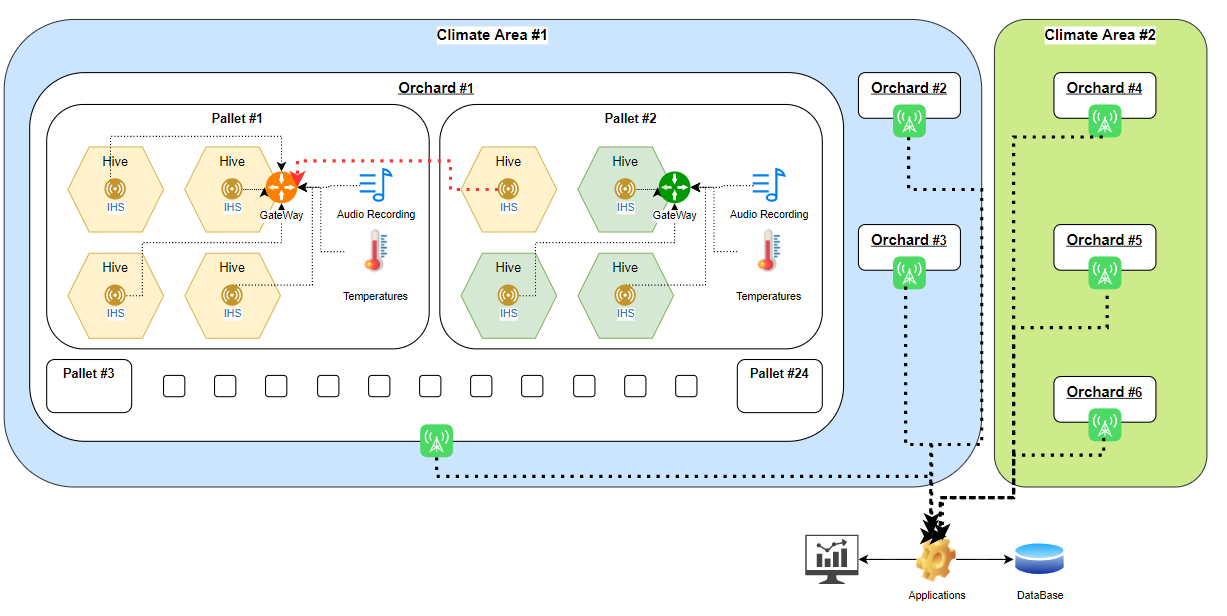 Climate Area #1
Climate Area #2
Orchard #1
Orchard #2
Orchard #4
Pallet #1
Pallet #2
Hive
Hive
Hive
Hive
IHS
IHS
IHS
IHS
GateWay
Audio Recording
GateWay
Audio Recording
Orchard #3
Orchard #5
Hive
Hive
Hive
Hive
Temperatures
Temperatures
IHS
IHS
IHS
IHS
Pallet #3
Pallet #24
Orchard #6
Applications
DataBase